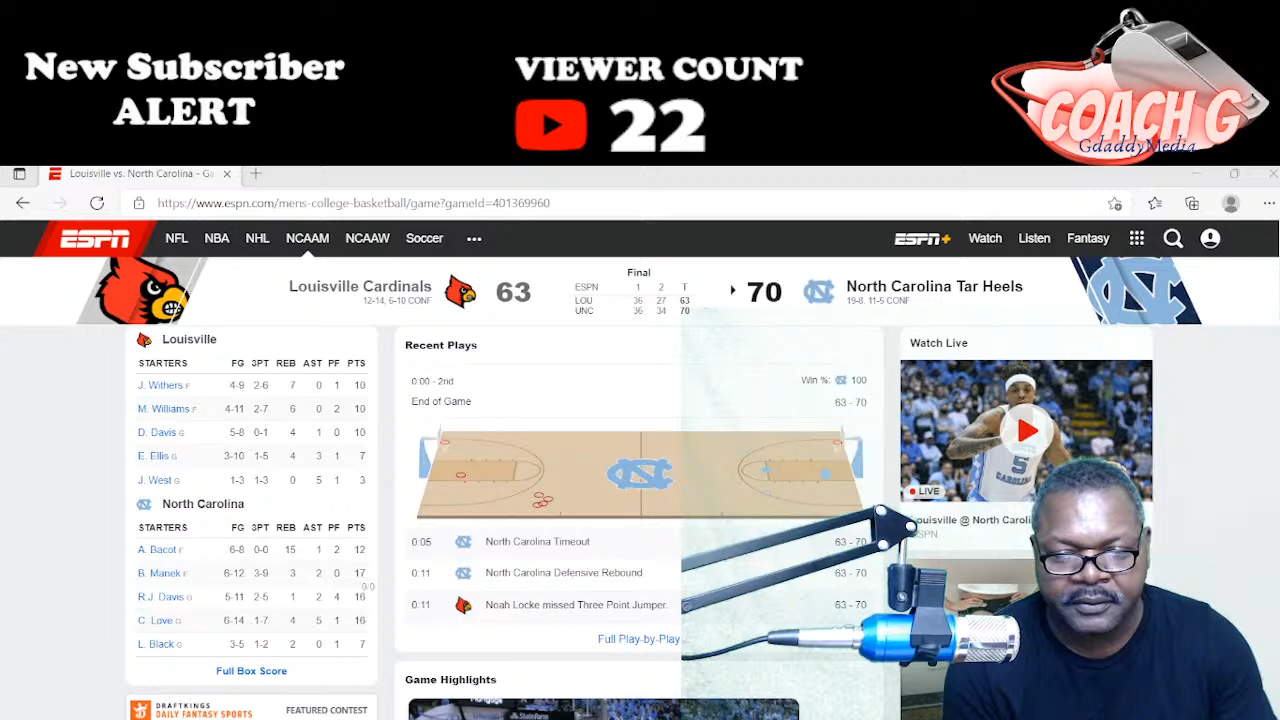 New Subscriber
ALERT
VIEWER COUNT
22
COACH G
GdaddyMedia
Louisville vs. North Carolina - Ga
https://www.espn.com/mens-college-basketball/game?gameId=401369960
ESPN NFL NBA NHL NCAAM NCAAW Soccer ••• ESPN+ Watch Listen Fantasy
Final
Louisville Cardinals 63
12-14, 6-10 CONF
ESPN 1 2 T
LOU 36 27 63
UNC 36 34 70
70 North Carolina Tar Heels
19-8, 11-5 CONF
Louisville
STARTERS FG 3PT REB AST PF PTS
J. Withers F 4-9 2-6 7 0 1 10
M. Williams F 4-11 2-7 6 0 2 10
D. Davis G 5-8 0-1 4 1 0 10
E. Ellis G 3-10 1-5 4 3 1 7
J. West G 1-3 1-3 0 5 1 3
North Carolina
STARTERS FG 3PT REB AST PF PTS
A. Bacot F 6-8 0-0 15 1 2 12
B. Manek F 6-12 3-9 3 2 0 17
0/0
R.J. Davis G 5-11 2-5 1 2 4 16
C. Love G 6-14 1-7 4 5 1 16
L. Black G 3-5 1-2 2 0 1 7
Full Box Score
DRAFTKINGS
DAILY FANTASY SPORTS
FEATURED CONTEST
Recent Plays
0:00 - 2nd Win %: 100
End of Game 63 - 70
0:05 North Carolina Timeout 63 - 70
0:11 North Carolina Defensive Rebound 63 - 70
0:11 Noah Locke missed Three Point Jumper. 63 - 70
Full Play-by-Play
Game Highlights
Watch Live
5
CAROLINA
LIVE
Louisville @ North Caroli
ESPN